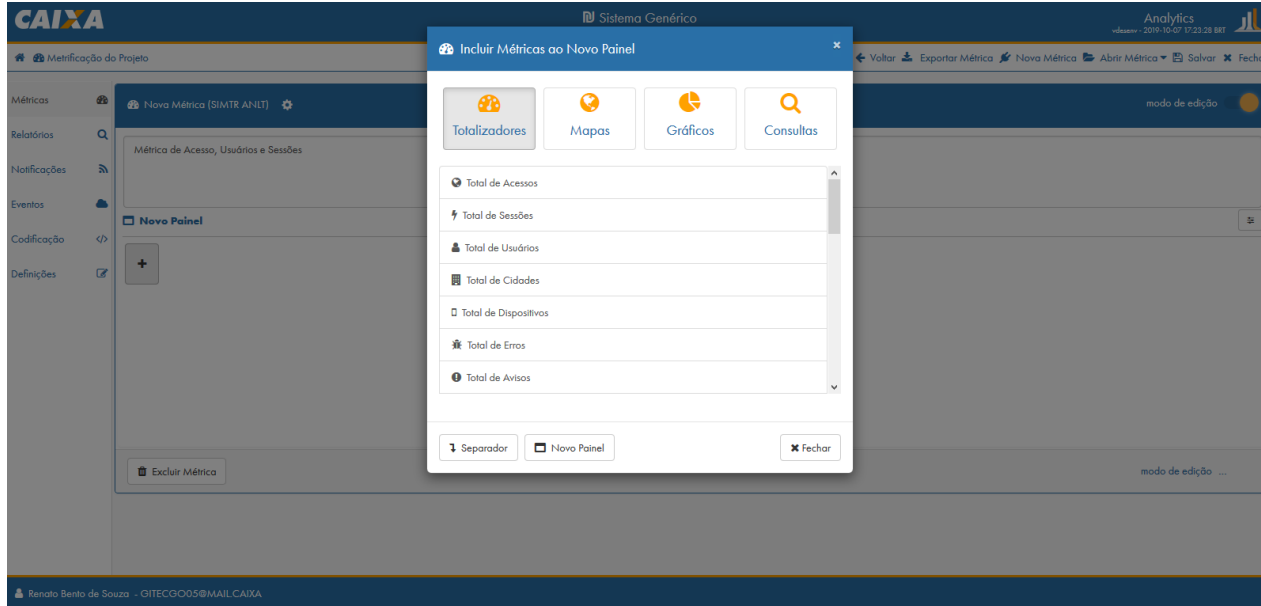 CAIXA
Sistema Genérico
Analytics
vdesenv - 2019-10-07 17:23:28 BRT
Metrificação do Projeto
Voltar Exportar Métrica Nova Métrica Abrir Métrica Salvar Fech
Incluir Métricas ao Novo Painel
×
Métricas
Relatórios
Notificações
Eventos
Codificação
Definições
Nova Métrica (SIMTR ANLT)
modo de edição
Métrica de Acesso, Usuários e Sessões
Novo Painel
+
Totalizadores
Mapas
Gráficos
Consultas
Total de Acessos
Total de Sessões
Total de Usuários
Total de Cidades
Total de Dispositivos
Total de Erros
Total de Avisos
Separador
Novo Painel
Fechar
Excluir Métrica
modo de edição ...
Renato Bento de Souza - GITECGO05@MAIL.CAIXA